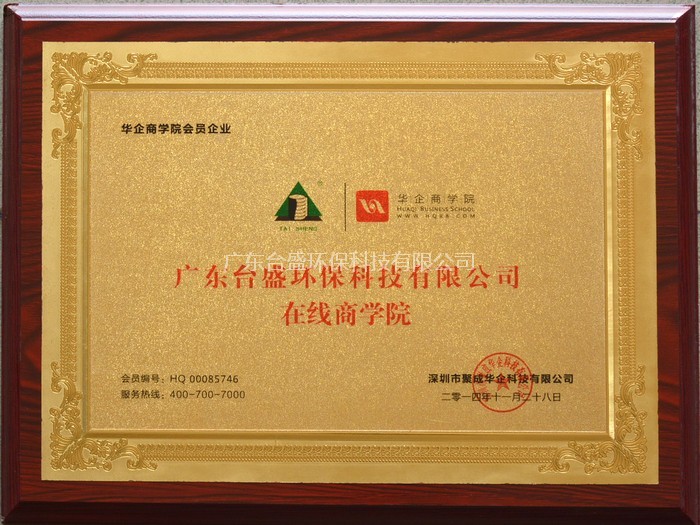 华企商学院会员企业
TAI SHENG
华企商学院
HUAQI BUSINESS SCHOOL
WWW.HQ88.COM
广东台盛环保科技有限公司
广东台盛环保科技有限公司
在线商学院
会员编号：HQ 00085746
服务热线：400-700-7000
深圳市聚成华企科技有限公司
二零一四年十一月二十八日